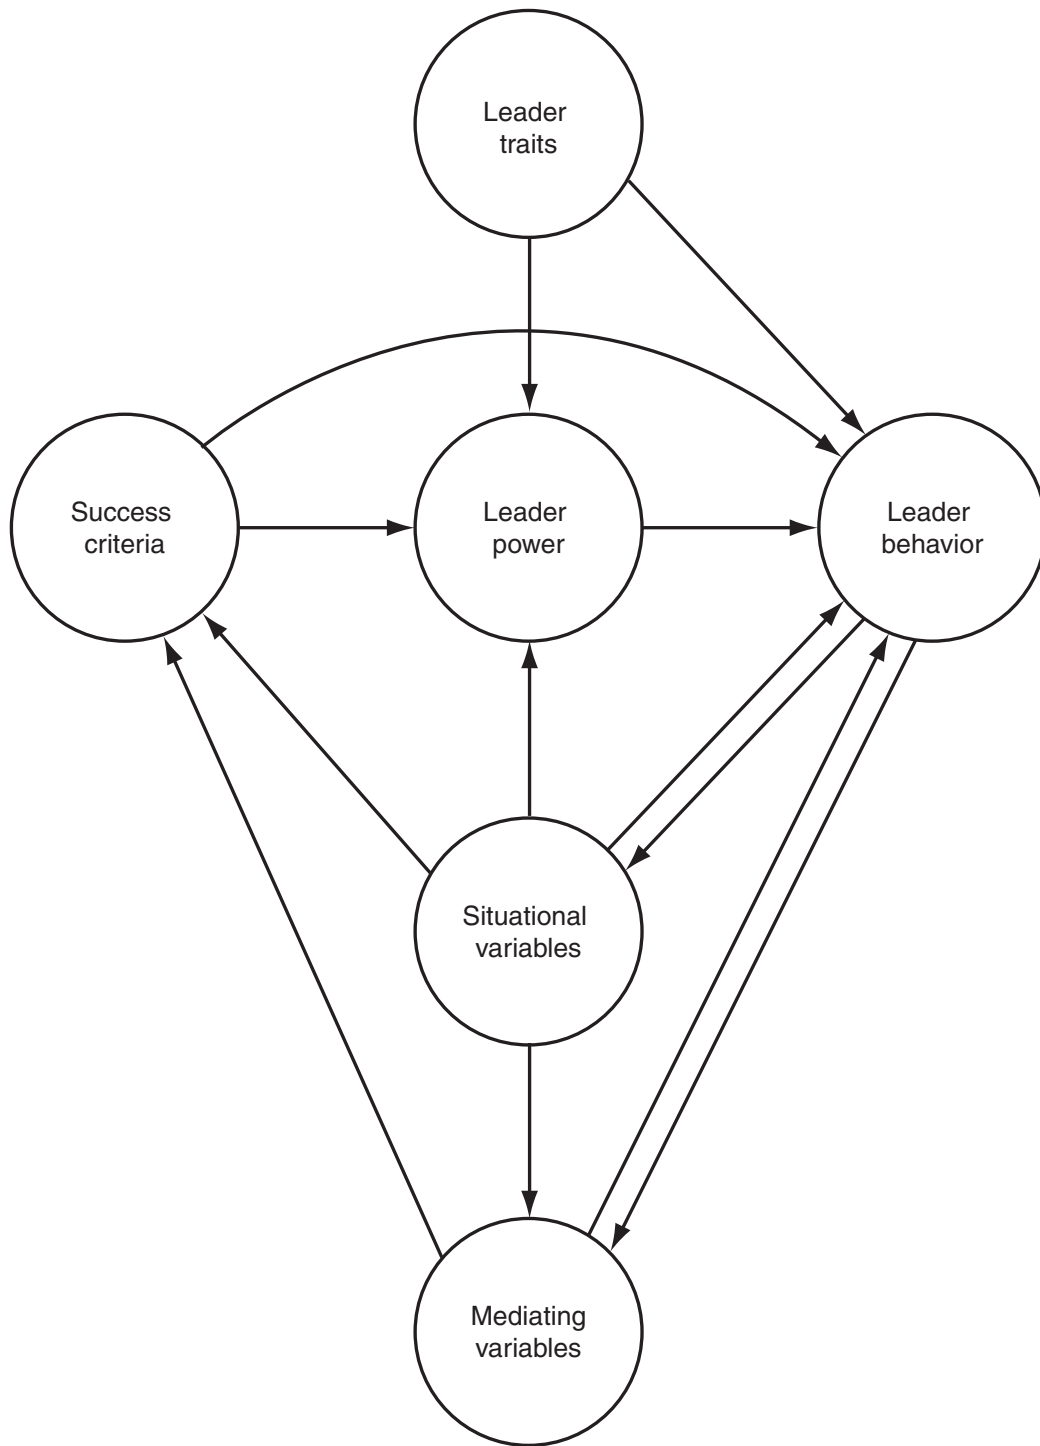 Leader
traits
Success
criteria
Leader
power
Leader
behavior
Situational
variables
Mediating
variables